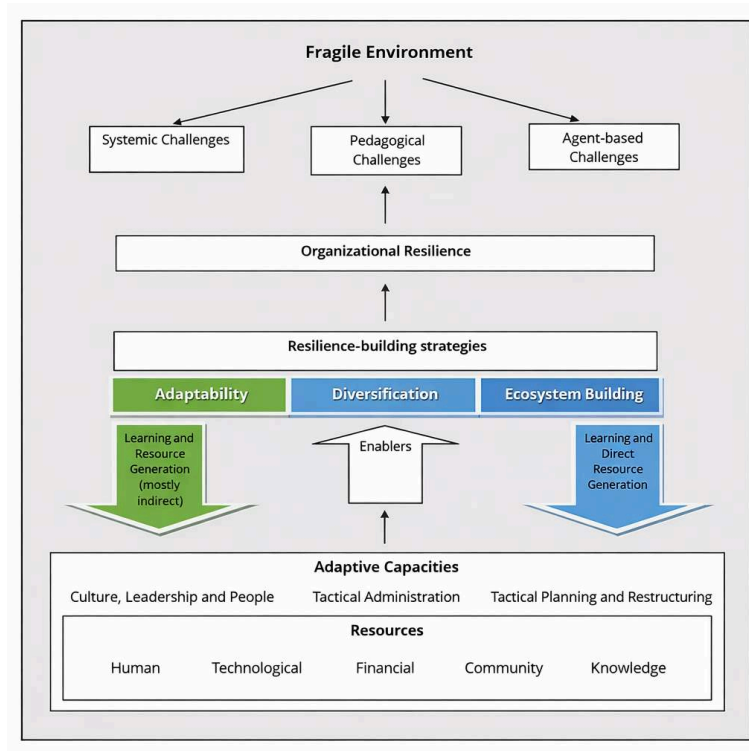 Fragile Environment
Systemic Challenges
Pedagogical
Challenges
Agent-based
Challenges
Organizational Resilience
Resilience-building strategies
Adaptability
Diversification
Ecosystem Building
Learning and
Resource
Generation
(mostly
indirect)
Enablers
Learning and
Direct
Resource
Generation
Adaptive Capacities
Culture, Leadership and People
Tactical Administration
Tactical Planning and Restructuring
Resources
Human
Technological
Financial
Community
Knowledge